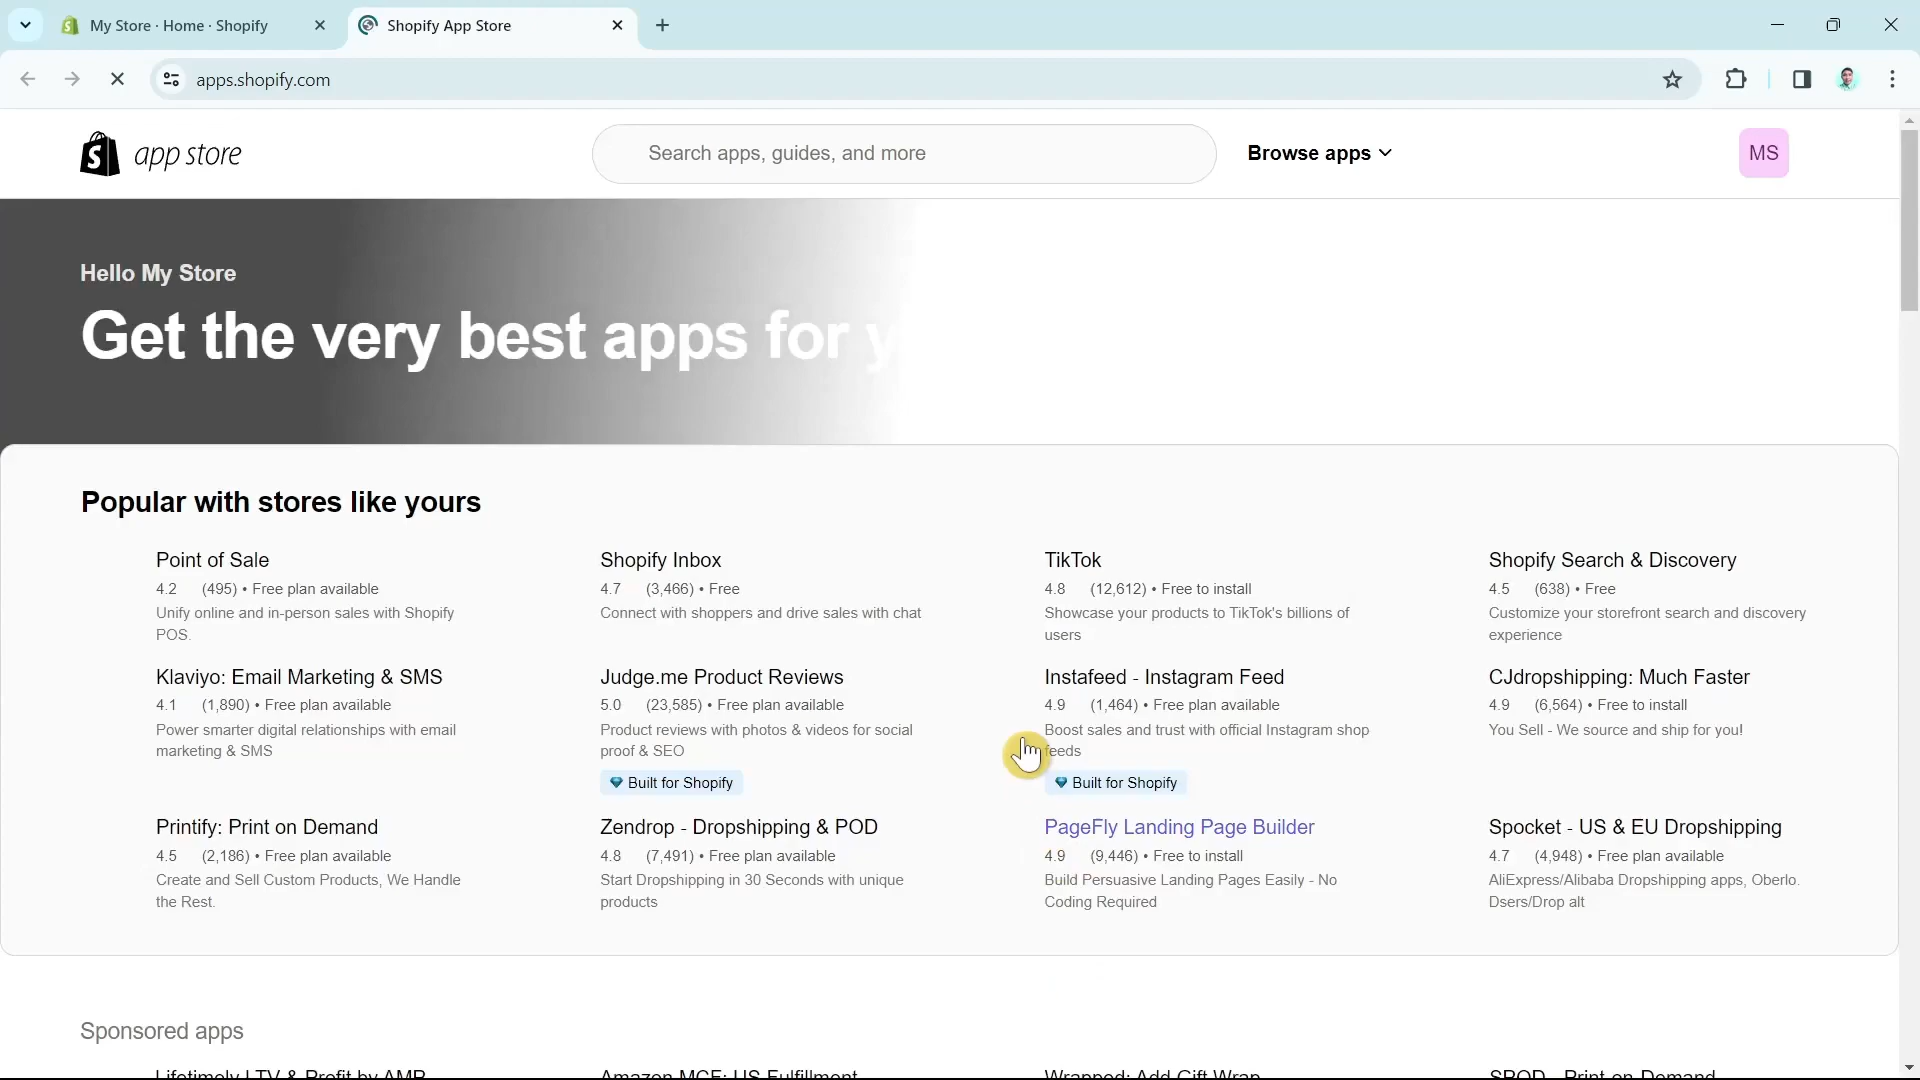 My Store · Home · Shopify
Shopify App Store
apps.shopify.com
app store
Search apps, guides, and more
Browse apps
MS
Hello My Store
Get the very best apps for y
Popular with stores like yours
Point of Sale
4.2 (495) • Free plan available
Unify online and in-person sales with Shopify
POS.
Shopify Inbox
4.7 (3,466) • Free
Connect with shoppers and drive sales with chat
TikTok
4.8 (12,612) • Free to install
Showcase your products to TikTok's billions of
users
Shopify Search & Discovery
4.5 (638) • Free
Customize your storefront search and discovery
experience
Klaviyo: Email Marketing & SMS
4.1 (1,890) • Free plan available
Power smarter digital relationships with email
marketing & SMS
Judge.me Product Reviews
5.0 (23,585) • Free plan available
Product reviews with photos & videos for social
proof & SEO
Built for Shopify
Instafeed - Instagram Feed
4.9 (1,464) • Free plan available
Boost sales and trust with official Instagram shop
feeds
Built for Shopify
CJdropshipping: Much Faster
4.9 (6,564) • Free to install
You Sell - We source and ship for you!
Printify: Print on Demand
4.5 (2,186) • Free plan available
Create and Sell Custom Products, We Handle
the Rest.
Zendrop - Dropshipping & POD
4.8 (7,491) • Free plan available
Start Dropshipping in 30 Seconds with unique
products
PageFly Landing Page Builder
4.9 (9,446) • Free to install
Build Persuasive Landing Pages Easily - No
Coding Required
Spocket - US & EU Dropshipping
4.7 (4,948) • Free plan available
AliExpress/Alibaba Dropshipping apps, Oberlo.
Dsers/Drop alt
Sponsored apps
Lifetimely LTV & Profit by AMP
Amazon MCF: US Fulfillment
Wrapped: Add Gift Wrap
SPOD - Print on Demand